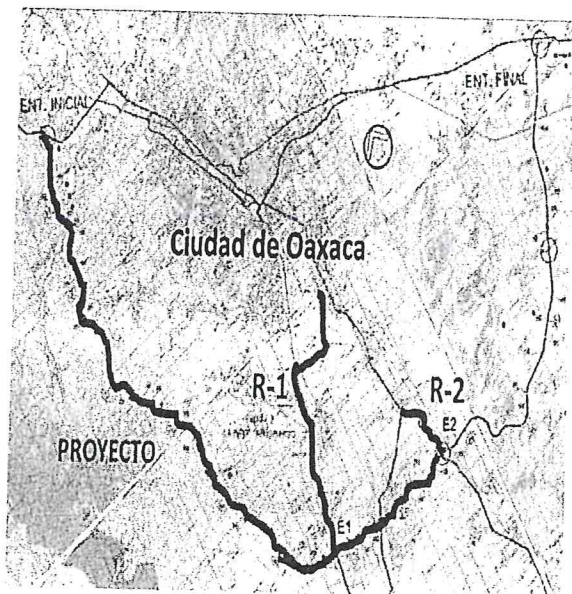 ENT. INICIAL
ENT. FINAL
Ciudad de Oaxaca
R-1
R-2
E2
PROYECTO
E1